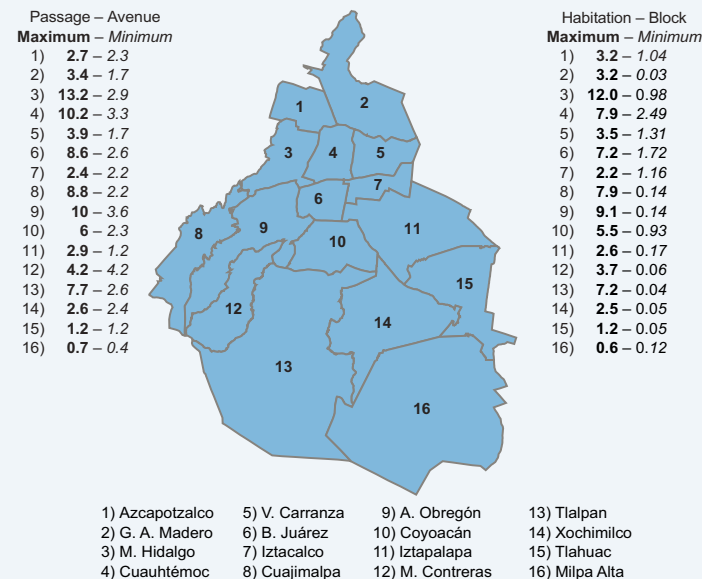 Passage – Avenue
Maximum – Minimum
1) 2.7 – 2.3
2) 3.4 – 1.7
3) 13.2 – 2.9
4) 10.2 – 3.3
5) 3.9 – 1.7
6) 8.6 – 2.6
7) 2.4 – 2.2
8) 8.8 – 2.2
9) 10 – 3.6
10) 6 – 2.3
11) 2.9 – 1.2
12) 4.2 – 4.2
13) 7.7 – 2.6
14) 2.6 – 2.4
15) 1.2 – 1.2
16) 0.7 – 0.4
Habitation – Block
Maximum – Minimum
1) 3.2 – 1.04
2) 3.2 – 0.03
3) 12.0 – 0.98
4) 7.9 – 2.49
5) 3.5 – 1.31
6) 7.2 – 1.72
7) 2.2 – 1.16
8) 7.9 – 0.14
9) 9.1 – 0.14
10) 5.5 – 0.93
11) 2.6 – 0.17
12) 3.7 – 0.06
13) 7.2 – 0.04
14) 2.5 – 0.05
15) 1.2 – 0.05
16) 0.6 – 0.12
1
2
3
4
5
6
7
8
9
10
11
12
13
14
15
16
1) Azcapotzalco 5) V. Carranza 9) A. Obregón 13) Tlalpan
2) G. A. Madero 6) B. Juárez 10) Coyoacán 14) Xochimilco
3) M. Hidalgo 7) Iztacalco 11) Iztapalapa 15) Tlahuac
4) Cuauhtémoc 8) Cuajimalpa 12) M. Contreras 16) Milpa Alta